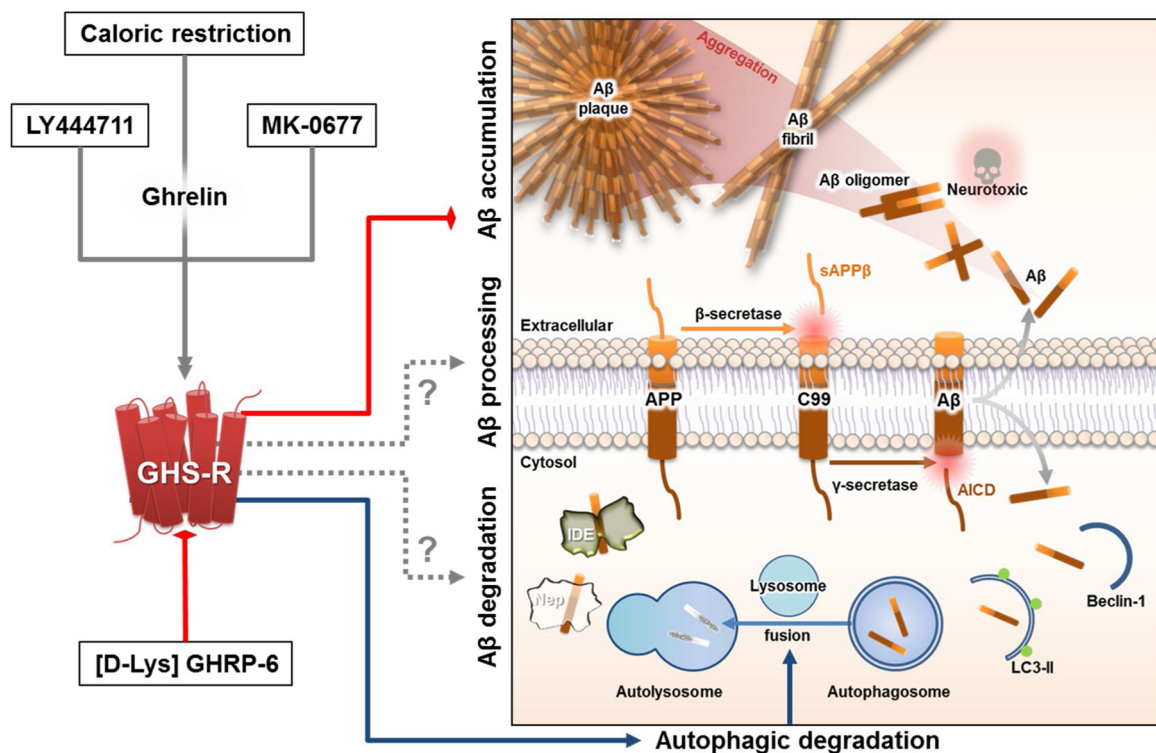 Caloric restriction
LY444711
MK-0677
Ghrelin
GHS-R
?
?
[D-Lys] GHRP-6
Aβ accumulation
Aβ processing
Aβ degradation
Aggregation
Aβ
plaque
Aβ
fibril
Aβ oligomer
Neurotoxic
Aβ
sAPPβ
β-secretase
Extracellular
APP
C99
Aβ
Cytosol
γ-secretase
AICD
IDE
Nep
Lysosome
fusion
Autolysosome
Autophagosome
LC3-II
Beclin-1
Autophagic degradation